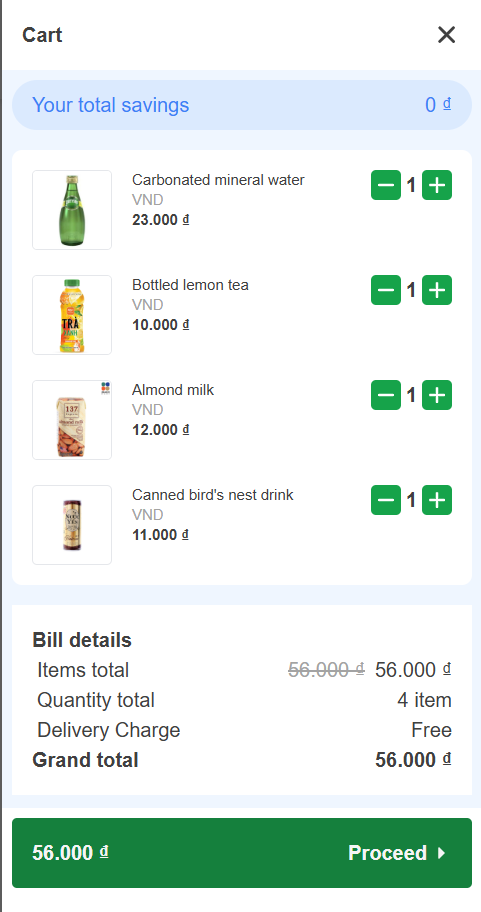 Cart
Your total savings 0 ₫
Carbonated mineral water
VND
23.000 ₫
1
TRÀ
Bottled lemon tea
VND
10.000 ₫
1
137
Almond milk
VND
12.000 ₫
1
Canned bird's nest drink
VND
11.000 ₫
1
Bill details
Items total 56.000 ₫ 56.000 ₫
Quantity total 4 item
Delivery Charge Free
Grand total 56.000 ₫
56.000 ₫ Proceed